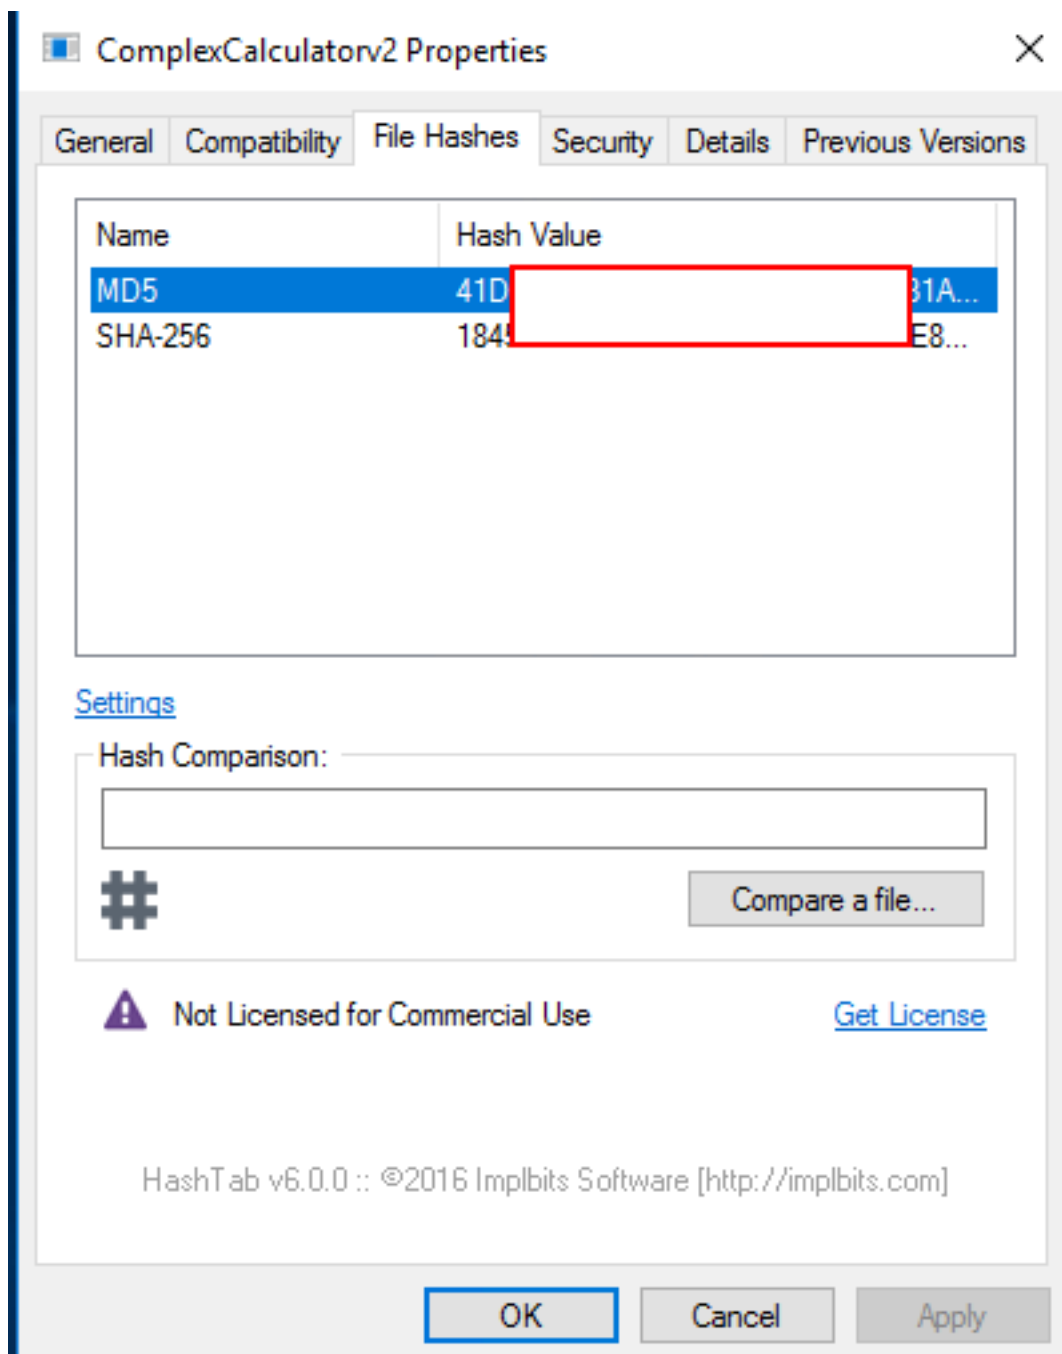 ComplexCalculatorv2 Properties
General Compatibility File Hashes Security Details Previous Versions
Name Hash Value
MD5 41D 31A...
SHA-256 1845 E8...
Settings
Hash Comparison:
Compare a file...
Not Licensed for Commercial Use Get License
HashTab v6.0.0 :: ©2016 Implbits Software [http://implbits.com]
OK Cancel Apply